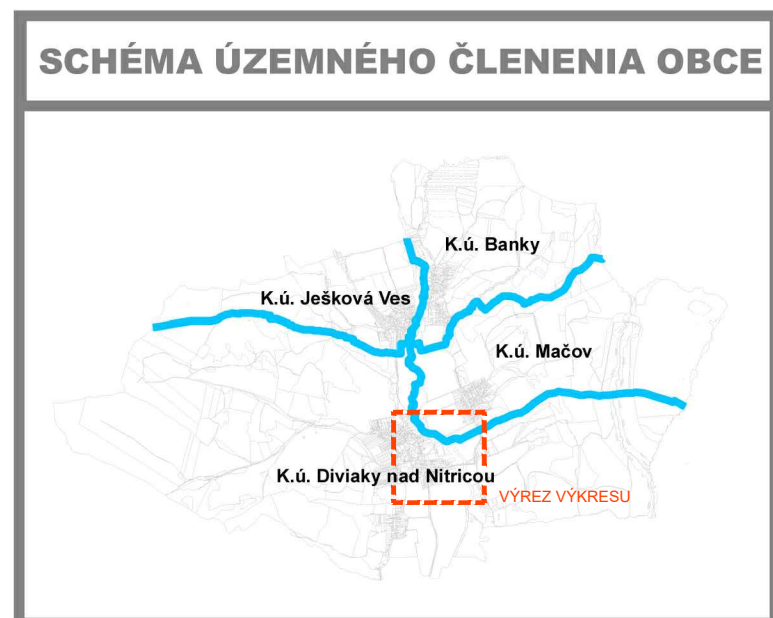 SCHÉMA ÚZEMNÉHO ČLENENIA OBCE
K.ú. Banky
K.ú. Ješková Ves
K.ú. Mačov
K.ú. Diviaky nad Nitricou
VÝREZ VÝKRESU